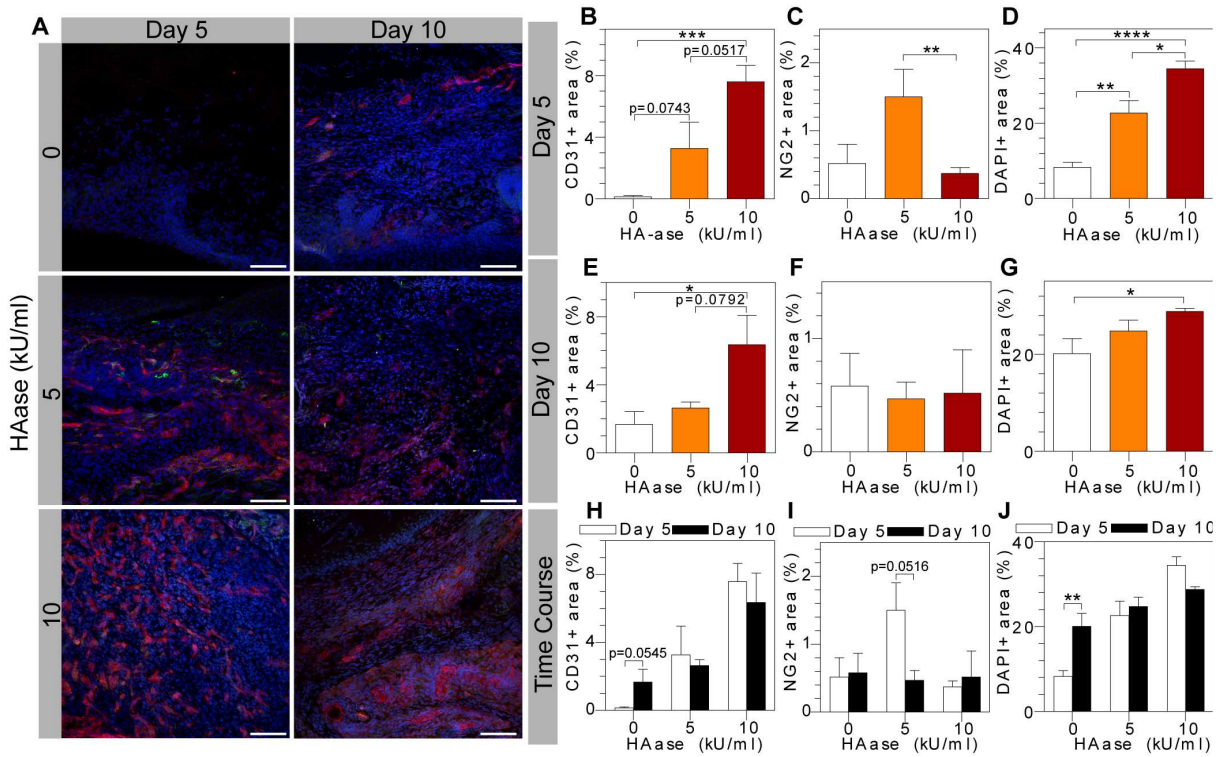 A
Day 5
Day 10
HAase (kU/ml)
0
5
10
Day 5
Day 10
Time Course
B
CD31+ area (%)
8
4
0
***
p=0.0517
p=0.0743
0 5 10
HA-ase (kU/ml)
C
NG2+ area (%)
2
1
0
**
0 5 10
HAase (kU/ml)
D
DAPI+ area (%)
40
20
0
****
*
**
0 5 10
HAase (kU/ml)
E
CD31+ area (%)
8
4
0
*
p=0.0792
0 5 10
HAase (kU/ml)
F
NG2+ area (%)
1
0
0 5 10
HAase (kU/ml)
G
DAPI+ area (%)
20
0
*
0 5 10
HAase (kU/ml)
H
Day 5 Day 10
CD31+ area (%)
8
4
0
p=0.0545
0 5 10
HAase (kU/ml)
I
Day 5 Day 10
NG2+ area (%)
2
1
0
p=0.0516
0 5 10
HAase (kU/ml)
J
Day 5 Day 10
DAPI+ area (%)
40
20
0
**
0 5 10
HAase (kU/ml)